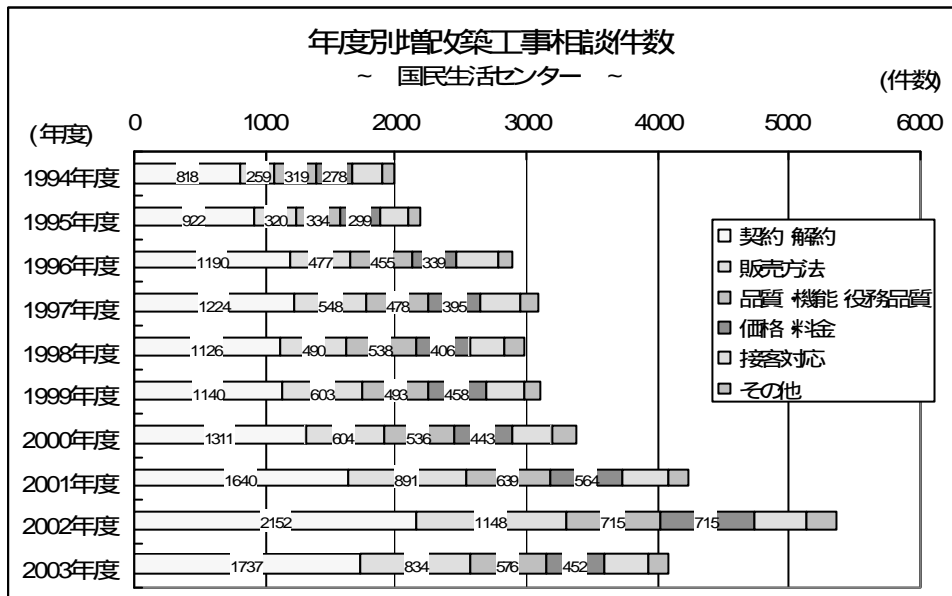 年度別増改築工事相談件数
~ 国民生活センター ~
(件数)
(年度)
0 1000 2000 3000 4000 5000 6000
1994年度 818 259 319 278
1995年度 922 320 334 299
1996年度 1190 477 455 339
1997年度 1224 548 478 395
1998年度 1126 490 538 406
1999年度 1140 603 493 458
2000年度 1311 604 536 443
2001年度 1640 891 639 564
2002年度 2152 1148 715 715
2003年度 1737 834 576 452
契約・解約
販売方法
品質・機能・役務品質
価格・料金
接客対応
その他